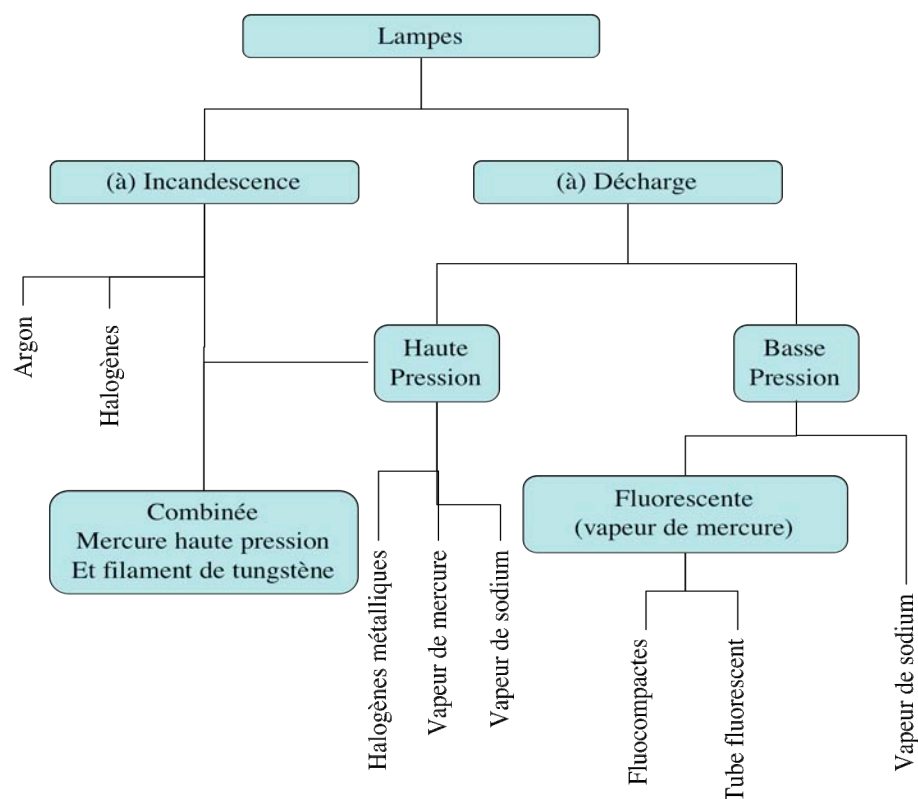 Lampes
(à) Incandescence
(à) Décharge
Argon
Halogènes
Haute
Pression
Basse
Pression
Combinée
Mercure haute pression
Et filament de tungstène
Halogènes métalliques
Vapeur de mercure
Vapeur de sodium
Fluorescente
(vapeur de mercure)
Fluocompactes
Tube fluorescent
Vapeur de sodium